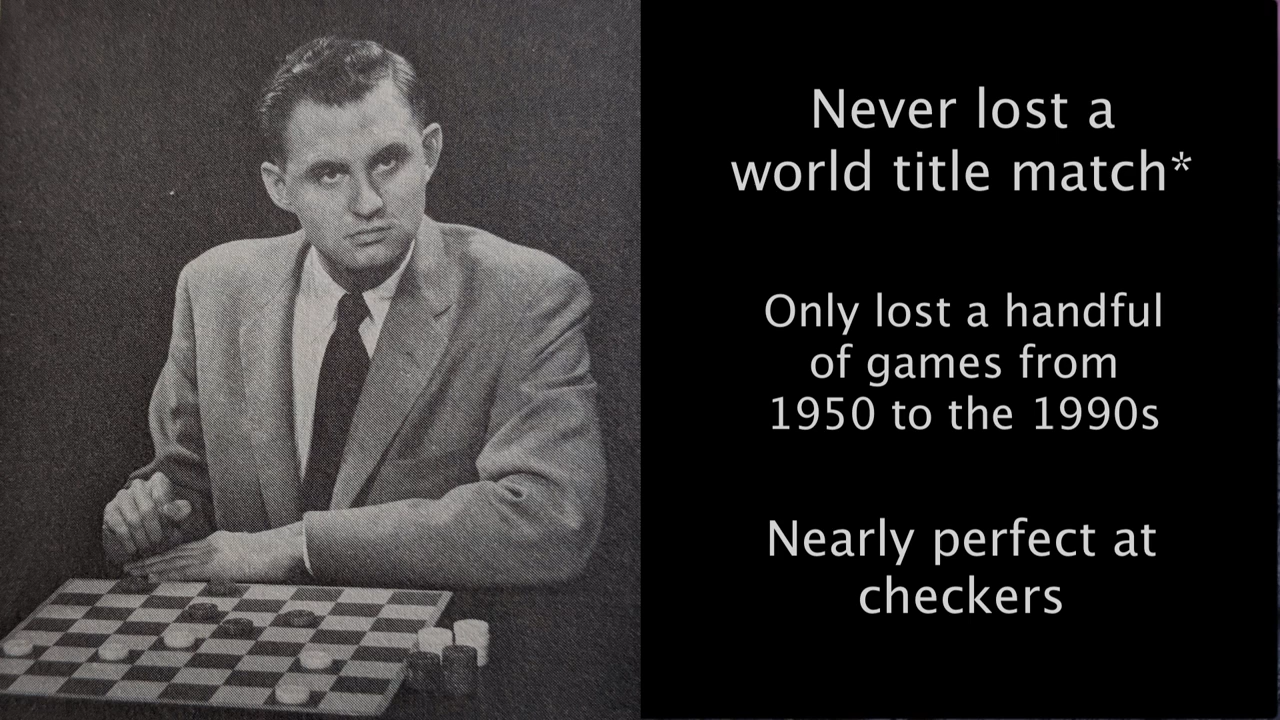 Never lost a
world title match*
Only lost a handful
of games from
1950 to the 1990s
Nearly perfect at
checkers